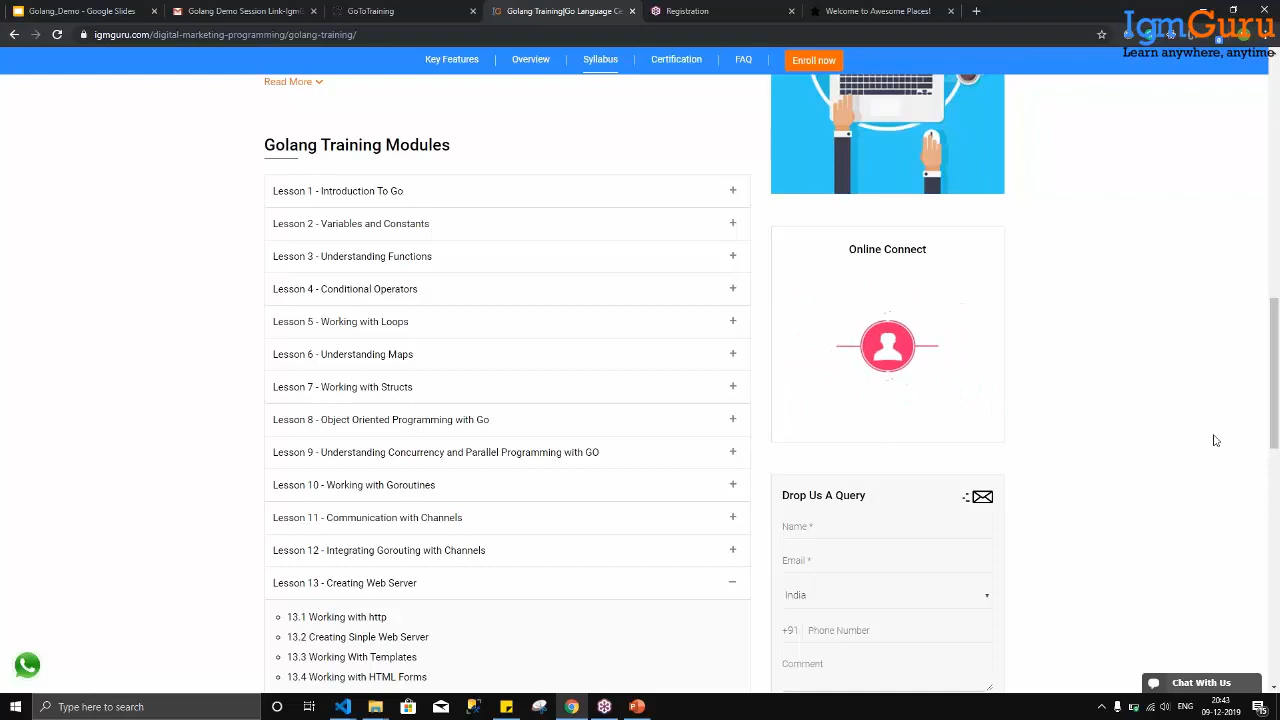 Golang_Demo - Google Slides
Golang Demo Session Link-Igm
GoToTraining
Golang Training|Go Language Ce
Registration
Welcome to Awesome Places!
igmguru.com/digital-marketing-programming/golang-training/
IgmGuru
Learn anywhere, anytime
Key Features
Overview
Syllabus
Certification
FAQ
Enroll now
Read More
Golang Training Modules
Lesson 1 - Introduction To Go
Lesson 2 - Variables and Constants
Lesson 3 - Understanding Functions
Lesson 4 - Conditional Operators
Lesson 5 - Working with Loops
Lesson 6 - Understanding Maps
Lesson 7 - Working with Structs
Lesson 8 - Object Oriented Programming with Go
Lesson 9 - Understanding Concurrency and Parallel Programming with GO
Lesson 10 - Working with Goroutines
Lesson 11 - Communication with Channels
Lesson 12 - Integrating Gorouting with Channels
Lesson 13 - Creating Web Server
13.1 Working with http
13.2 Creating Sinple Web Server
13.3 Working With Templates
13.4 Working with HTML Forms
Online Connect
Drop Us A Query
Name *
Email *
India
+91 Phone Number
Comment
Chat With Us
Type here to search
ENG
20:43
09-12-2019